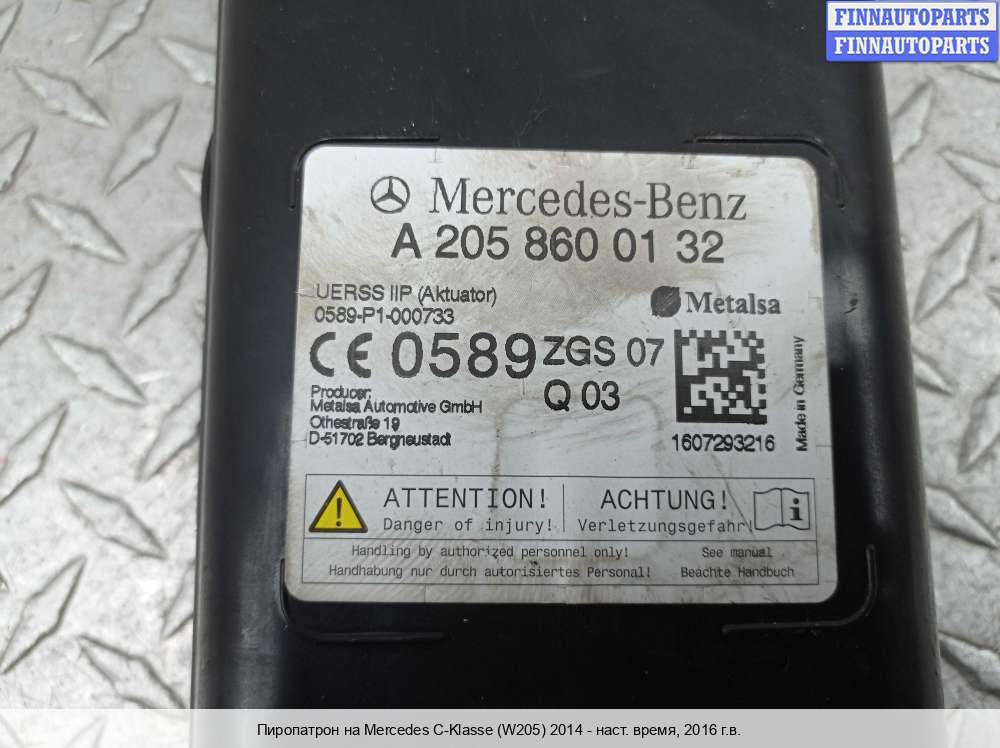 FINNAUTOPARTS
FINNAUTOPARTS
Mercedes-Benz
A 205 860 01 32
UERSS IIP (Aktuator)
0589-P1-000733
Metalsa
CE 0589 ZGS 07
Q 03
Producer:
Metalsa Automotive GmbH
Othestraße 19
D-51702 Bergneustadt
1607293216
Made in Germany
ATTENTION! ACHTUNG!
Danger of injury! Verletzungsgefahr!
Handling by authorized personnel only! See manual
Handhabung nur durch autorisiertes Personal! Beachte Handbuch
Пиропатрон на Mercedes C-Klasse (W205) 2014 - наст. время, 2016 г.в.